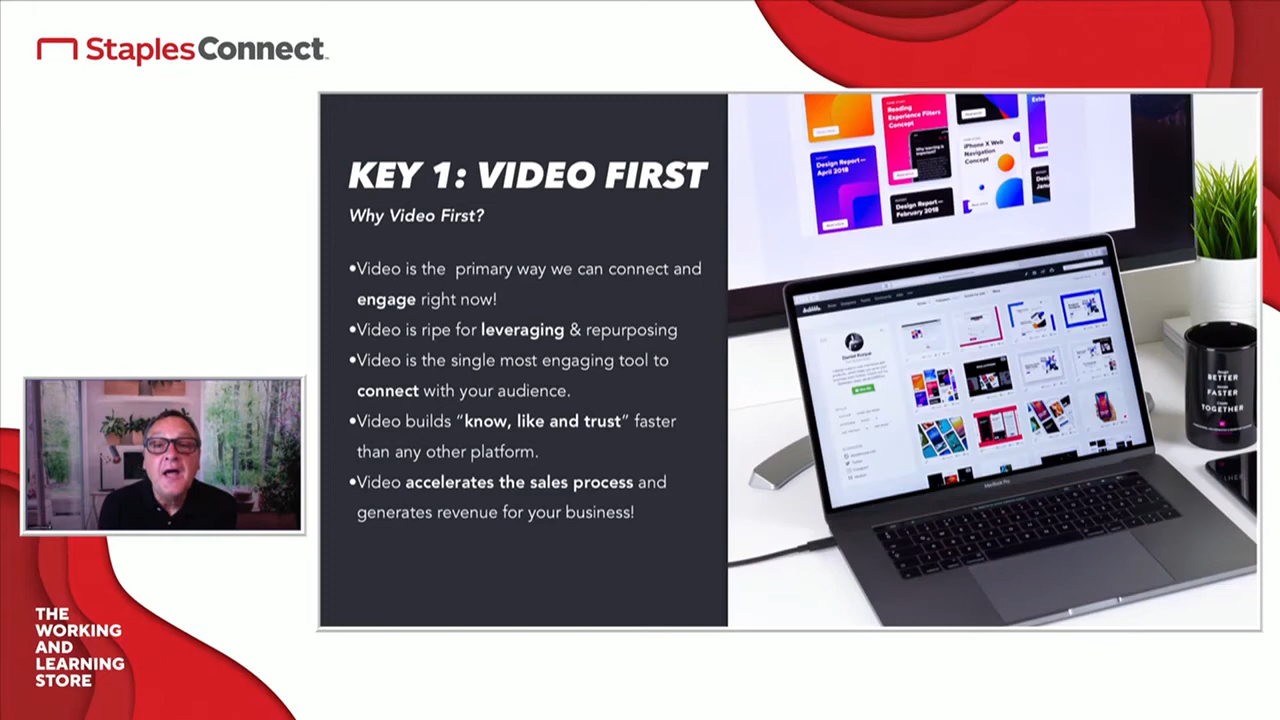 StaplesConnect™
KEY 1: VIDEO FIRST
Why Video First?
•Video is the primary way we can connect and
engage right now!
•Video is ripe for leveraging & repurposing
•Video is the single most engaging tool to
connect with your audience.
•Video builds “know, like and trust” faster
than any other platform.
•Video accelerates the sales process and
generates revenue for your business!
Reading
Experience Filters
Concept
Design Report—
April 2018
iPhone X Web
Navigation
Concept
Design Report—
February 2018
MacBook Pro
BETTER
FASTER
TOGETHER
THE
WORKING
AND
LEARNING
STORE